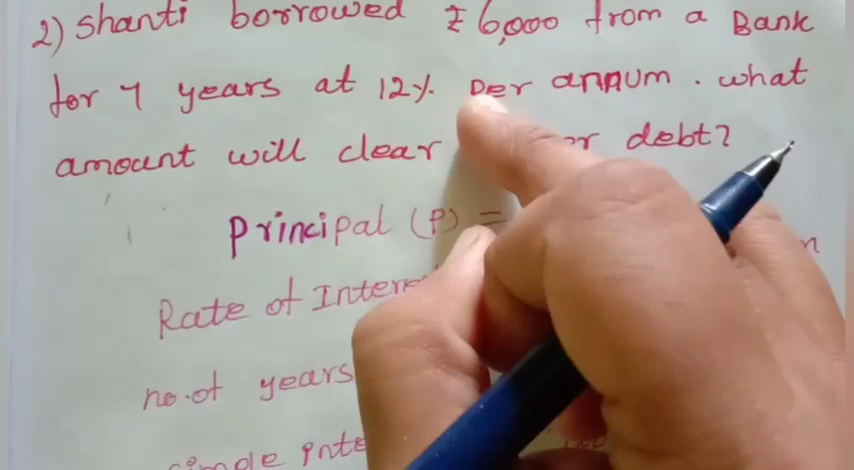 2) Shanti borrowed ₹6,000 from a Bank
for 7 years at 12% Per annum. what
amount will clear debt?
Principal (P) =
Rate of
no.of years
simple